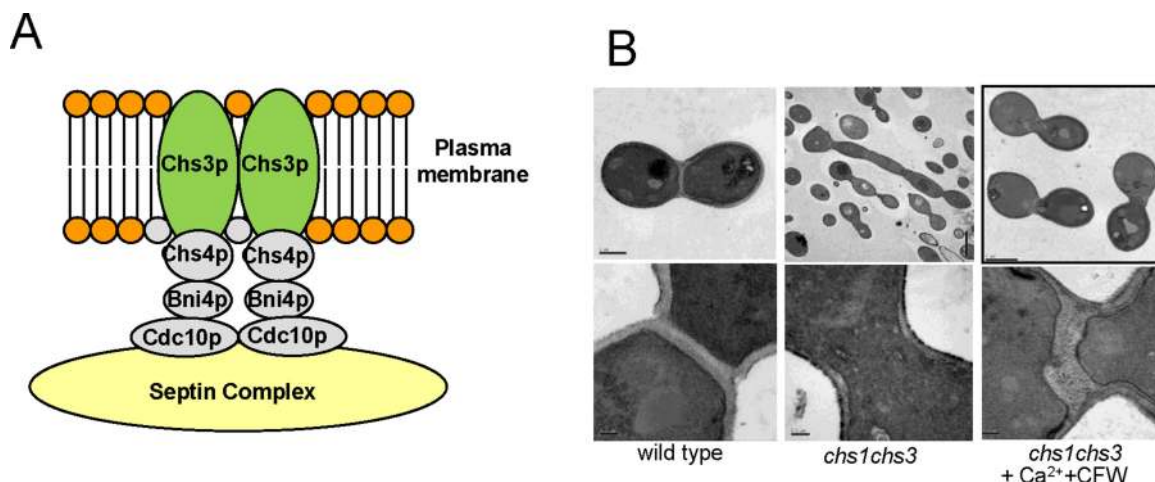 A
Chs3p Chs3p
Plasma
membrane
Chs4p Chs4p
Bni4p Bni4p
Cdc10p Cdc10p
Septin Complex
B
wild type
chs1chs3
chs1chs3
+ Ca²⁺+CFW